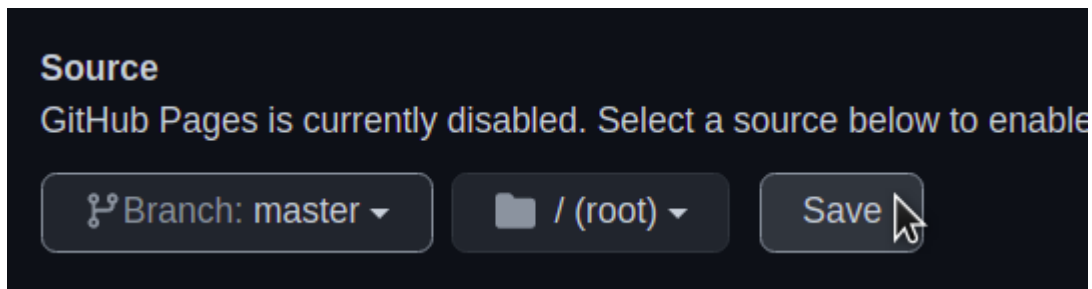 Source
GitHub Pages is currently disabled. Select a source below to enable
Branch: master / (root) Save